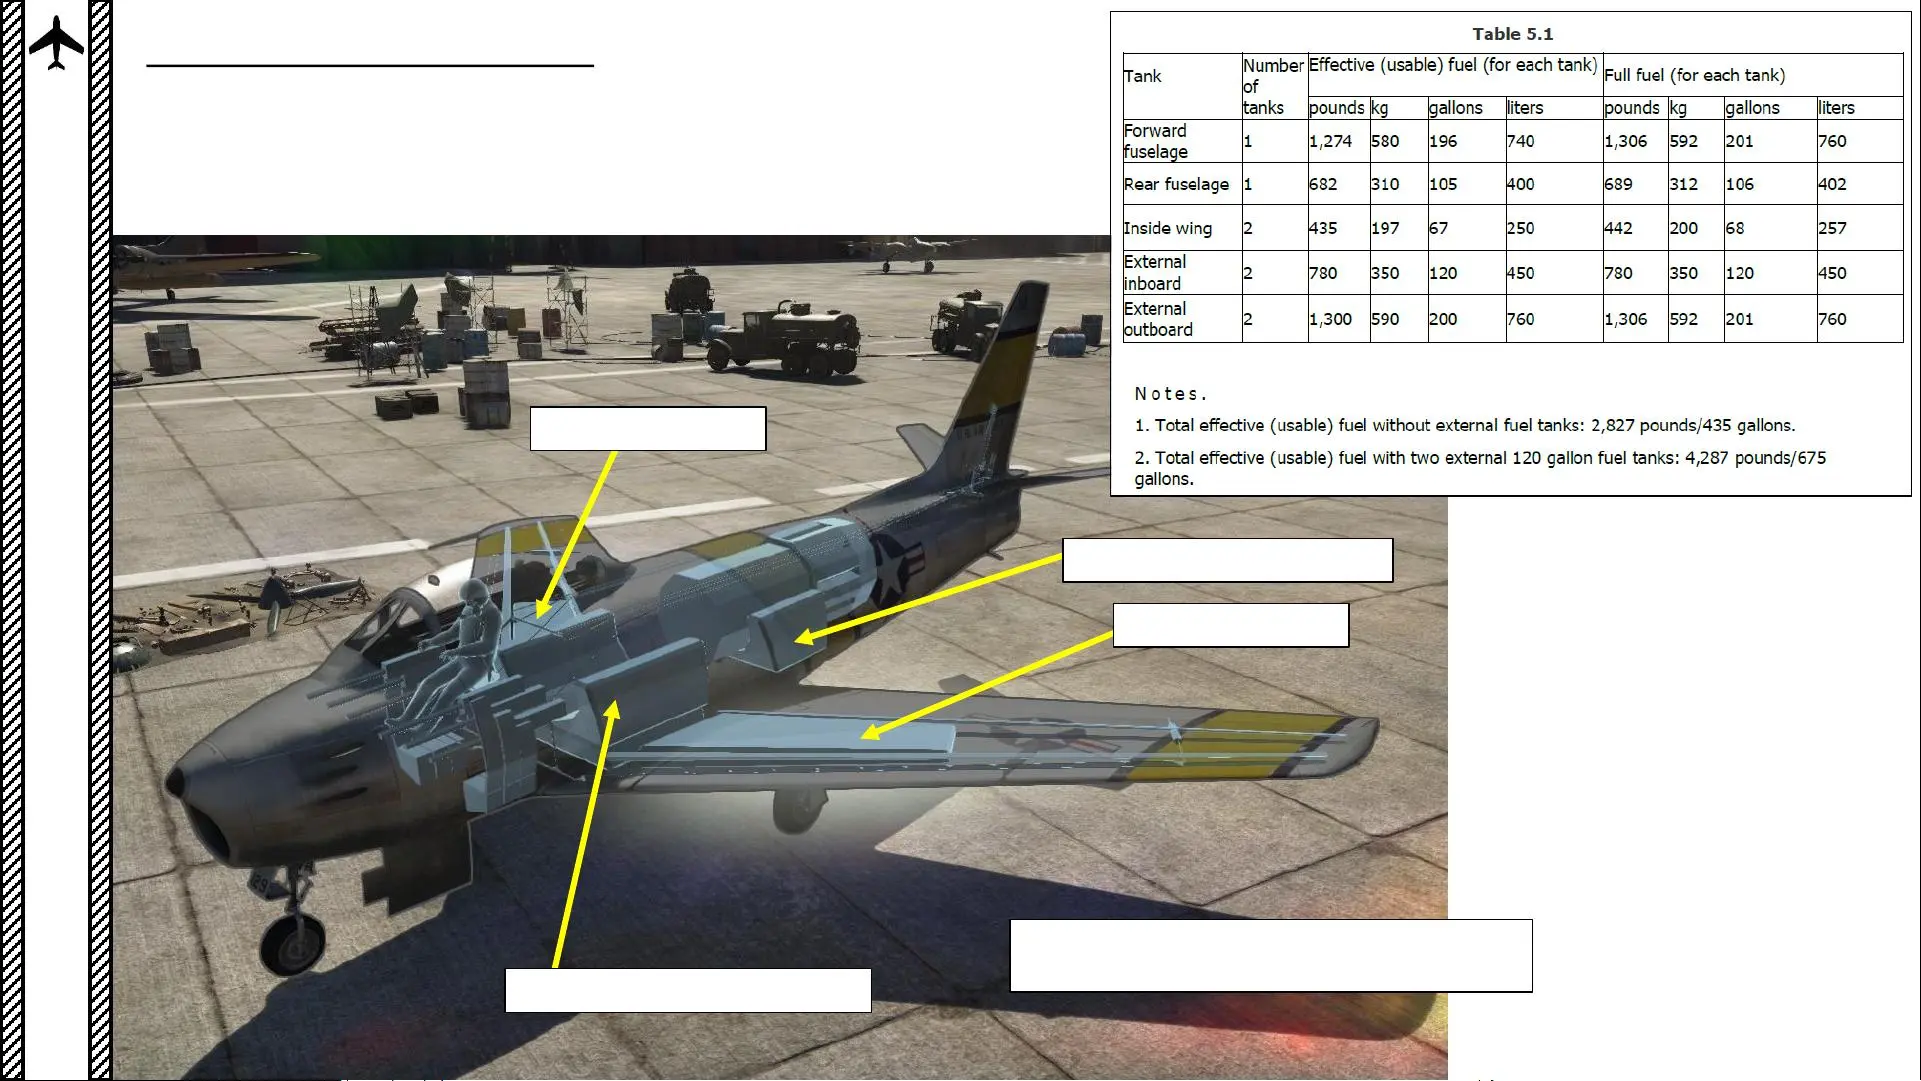 Table 5.1
Tank Number of tanks Effective (usable) fuel (for each tank) Full fuel (for each tank)
pounds kg gallons liters pounds kg gallons liters
Forward fuselage 1 1,274 580 196 740 1,306 592 201 760
Rear fuselage 1 682 310 105 400 689 312 106 402
Inside wing 2 435 197 67 250 442 200 68 257
External inboard 2 780 350 120 450 780 350 120 450
External outboard 2 1,300 590 200 760 1,306 592 201 760
Notes.
1. Total effective (usable) fuel without external fuel tanks: 2,827 pounds/435 gallons.
2. Total effective (usable) fuel with two external 120 gallon fuel tanks: 4,287 pounds/675
gallons.